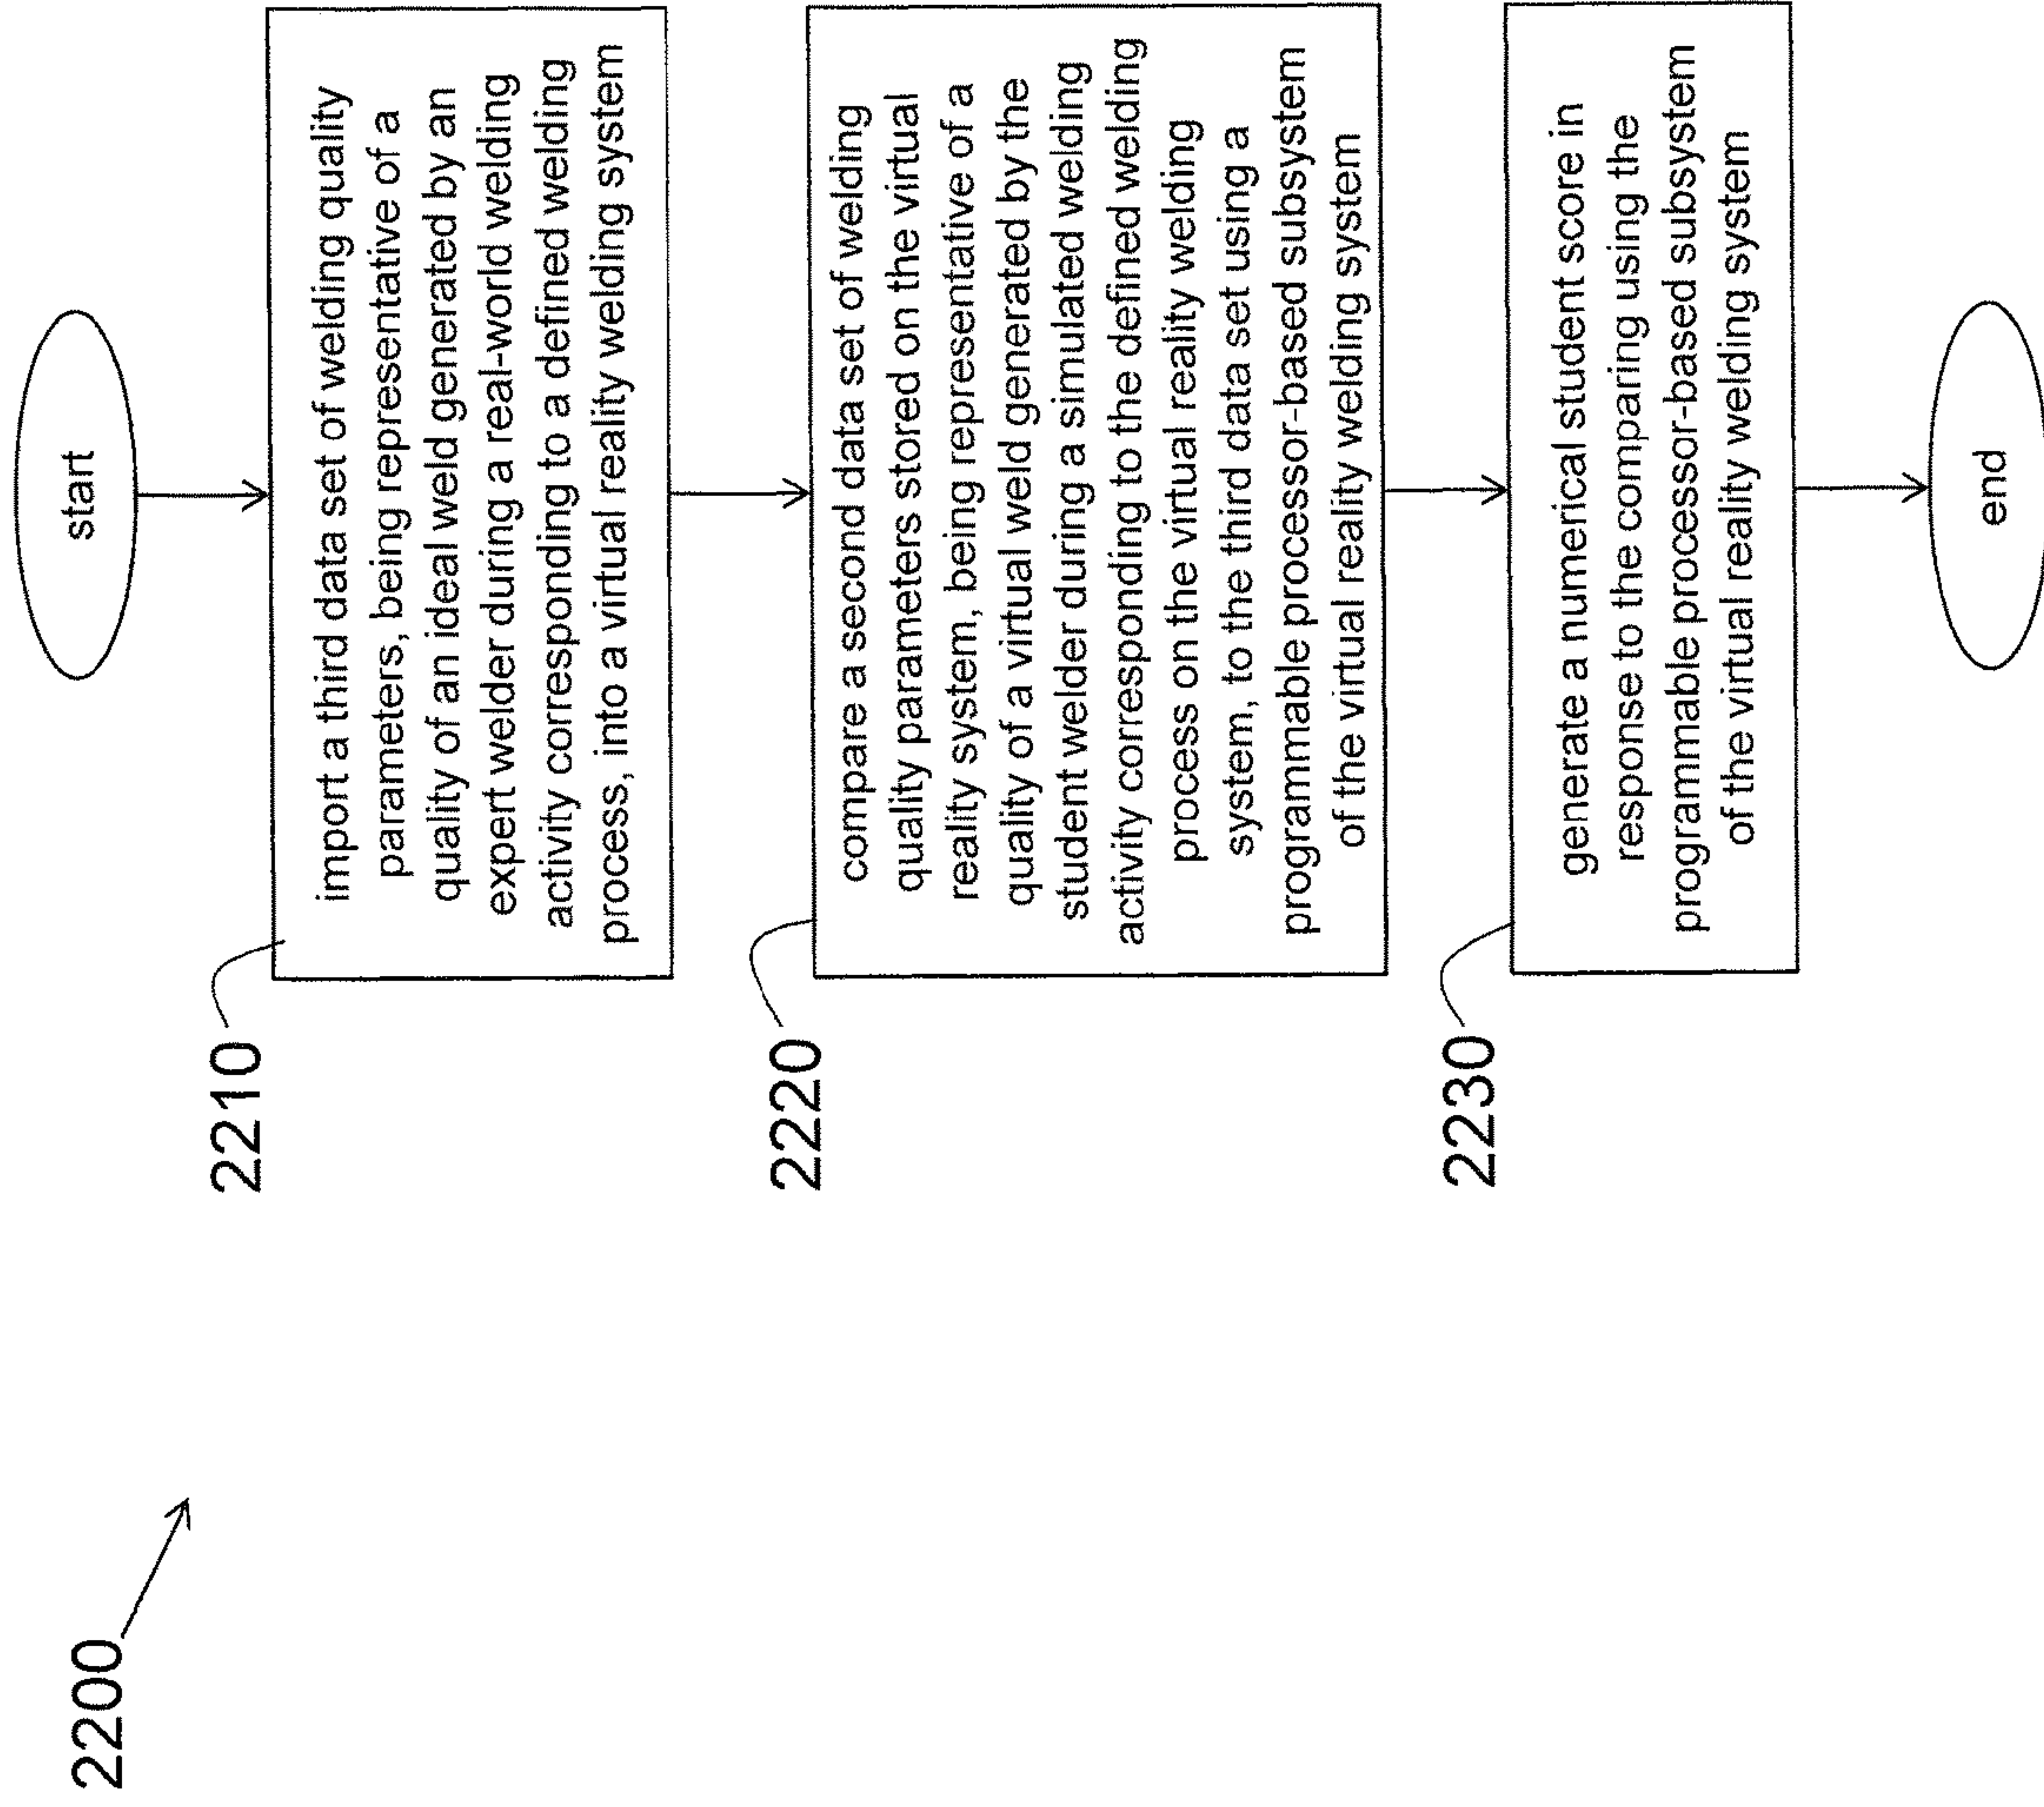 2200
start
2210
import a third data set of welding quality
parameters, being representative of a
quality of an ideal weld generated by an
expert welder during a real-world welding
activity corresponding to a defined welding
process, into a virtual reality welding system
2220
compare a second data set of welding
quality parameters stored on the virtual
reality system, being representative of a
quality of a virtual weld generated by the
student welder during a simulated welding
activity corresponding to the defined welding
process on the virtual reality welding
system, to the third data set using a
programmable processor-based subsystem
of the virtual reality welding system
2230
generate a numerical student score in
response to the comparing using the
programmable processor-based subsystem
of the virtual reality welding system
end